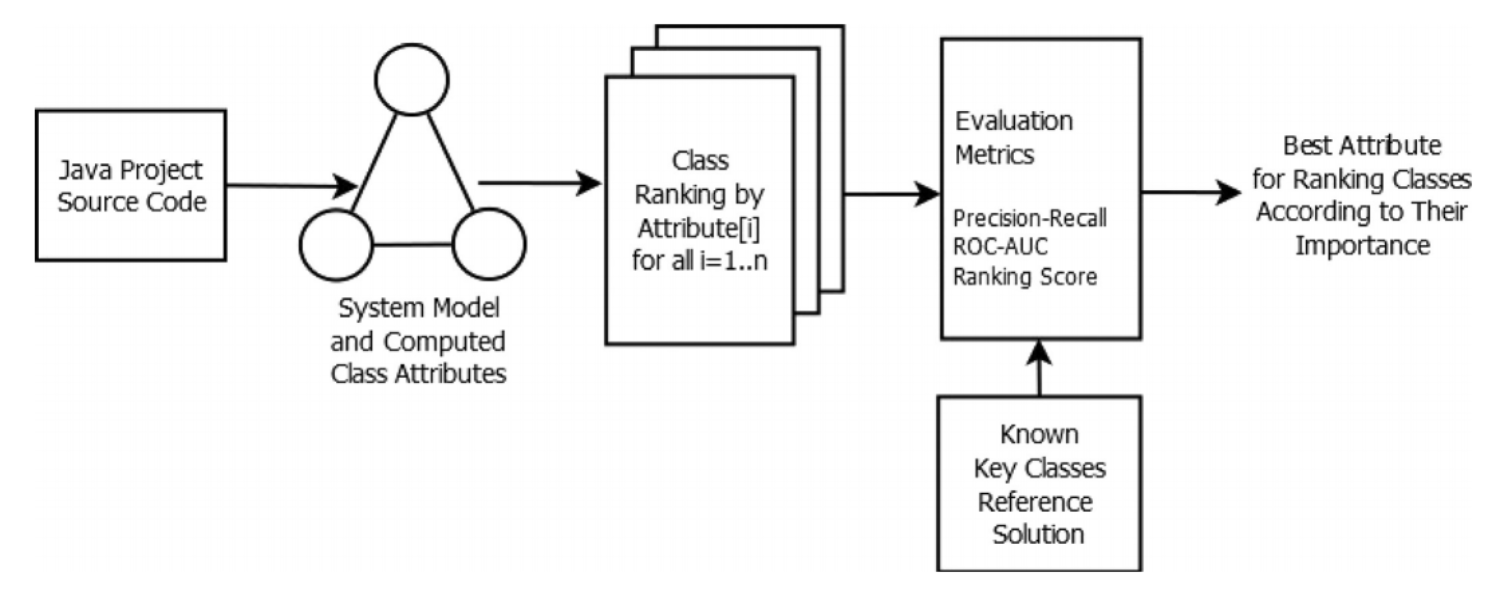 Java Project
Source Code
System Model
and Computed
Class Attributes
Class
Ranking by
Attribute[i]
for all i=1..n
Evaluation
Metrics
Precision-Recall
ROC-AUC
Ranking Score
Known
Key Classes
Reference
Solution
Best Attribute
for Ranking Classes
According to Their
Importance